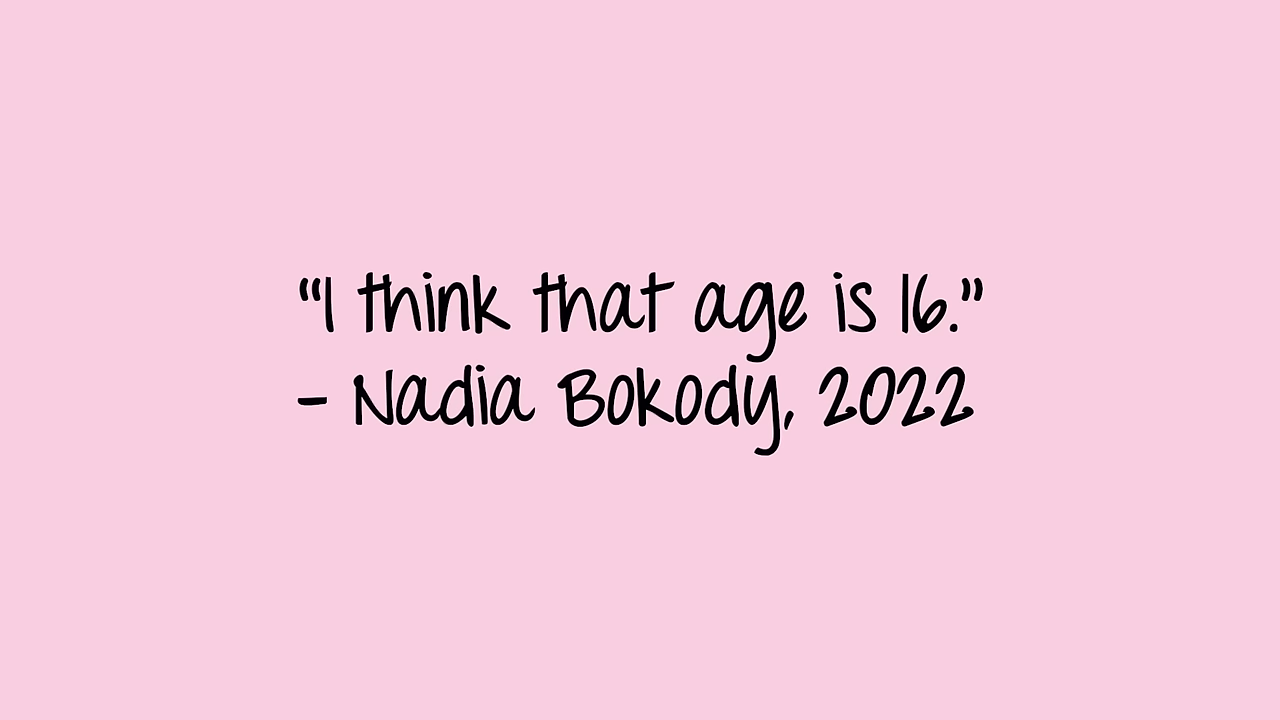 “I think that age is 16.”
- Nadia Bokody, 2022